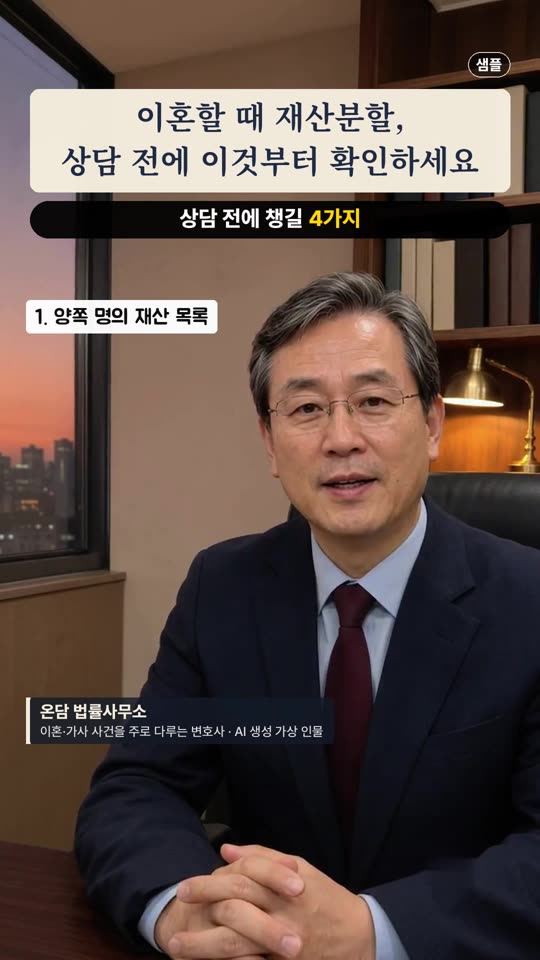 샘플
이혼할 때 재산분할,
상담 전에 이것부터 확인하세요
상담 전에 챙길 4가지
1. 양쪽 명의 재산 목록
온담 법률사무소
이혼·가사 사건을 주로 다루는 변호사 · AI 생성 가상 인물